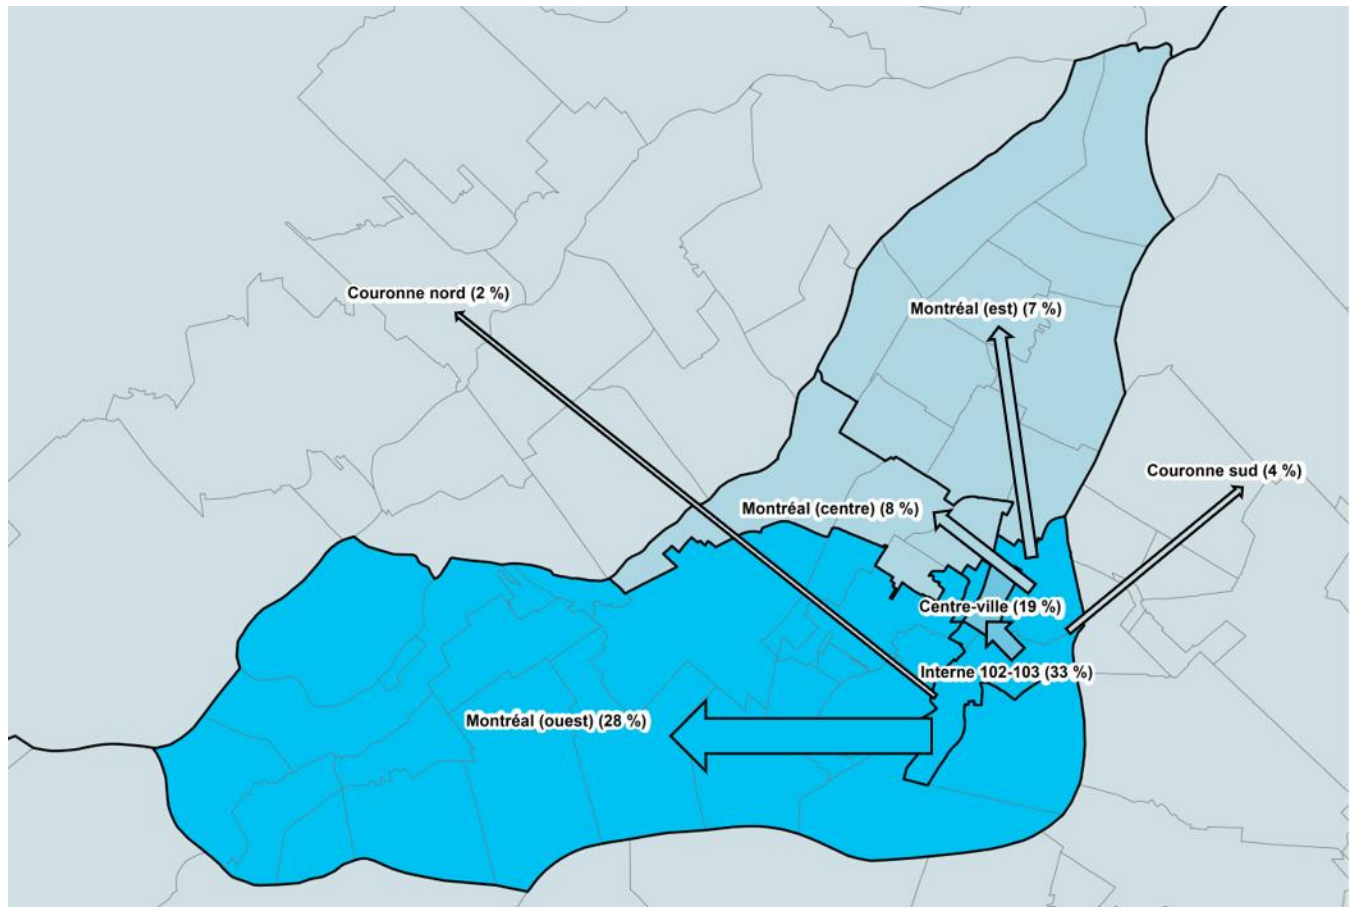 Couronne nord (2 %)
Montréal (est) (7 %)
Couronne sud (4 %)
Montréal (centre) (8 %)
Centre-ville (19 %)
Interne 102-103 (33 %)
Montréal (ouest) (28 %)